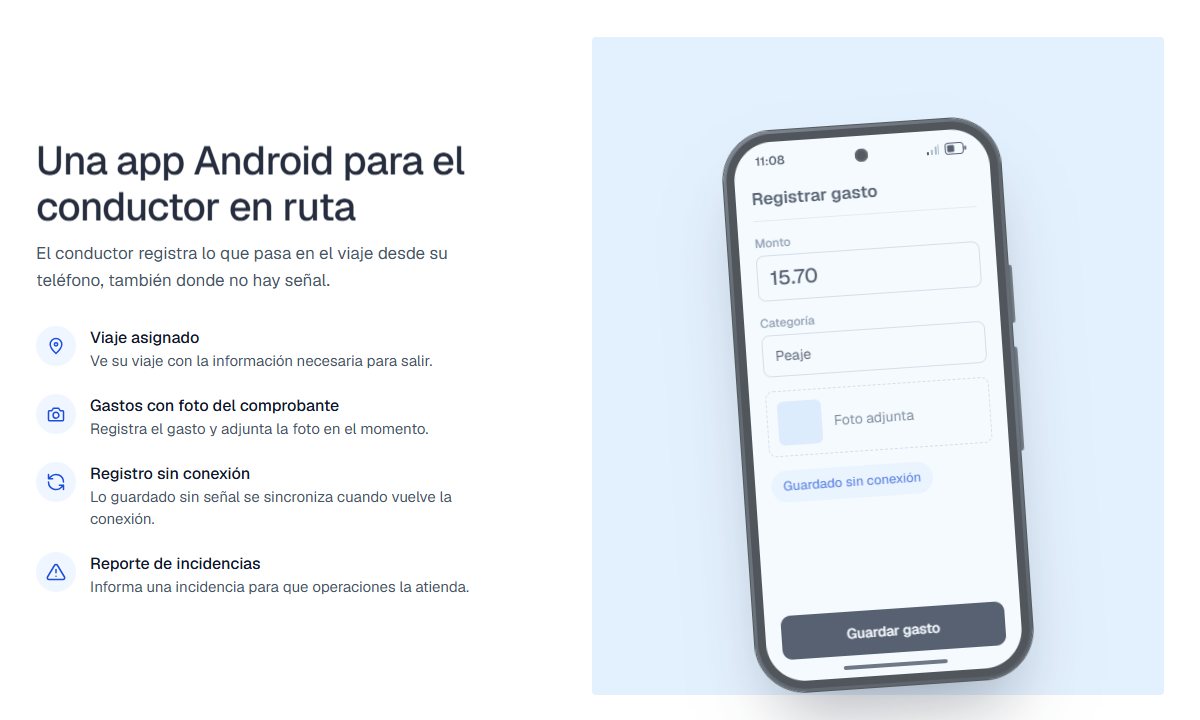 Una app Android para el
conductor en ruta
El conductor registra lo que pasa en el viaje desde su
teléfono, también donde no hay señal.
Viaje asignado
Ve su viaje con la información necesaria para salir.
Gastos con foto del comprobante
Registra el gasto y adjunta la foto en el momento.
Registro sin conexión
Lo guardado sin señal se sincroniza cuando vuelve la
conexión.
Reporte de incidencias
Informa una incidencia para que operaciones la atienda.
11:08
Registrar gasto
Monto
15.70
Categoría
Peaje
Foto adjunta
Guardado sin conexión
Guardar gasto